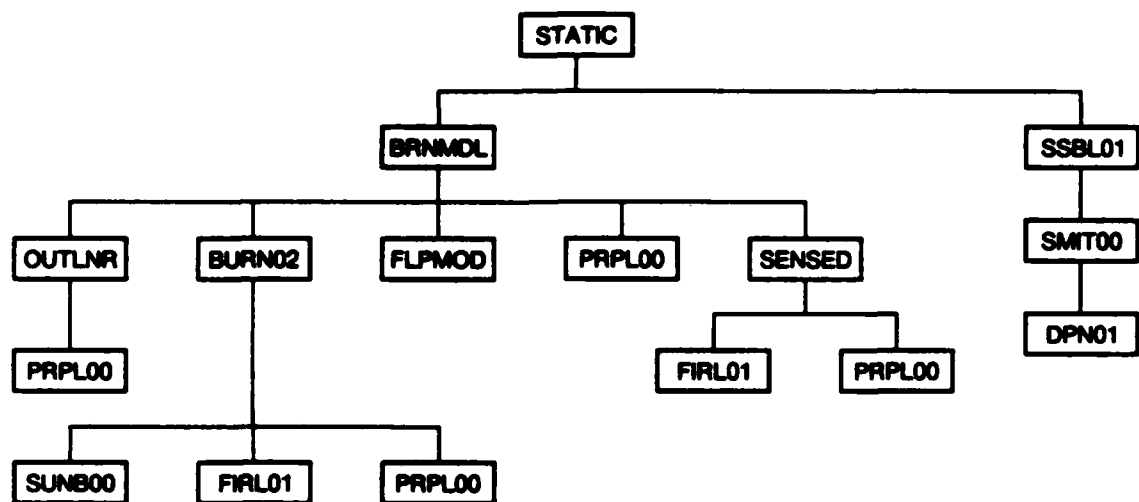 STATIC
BRNMDL
SSBL01
OUTLNR
BURN02
FLPMOD
PRPL00
SENSED
SMIT00
PRPL00
FIRL01
PRPL00
DPN01
SUNB00
FIRL01
PRPL00